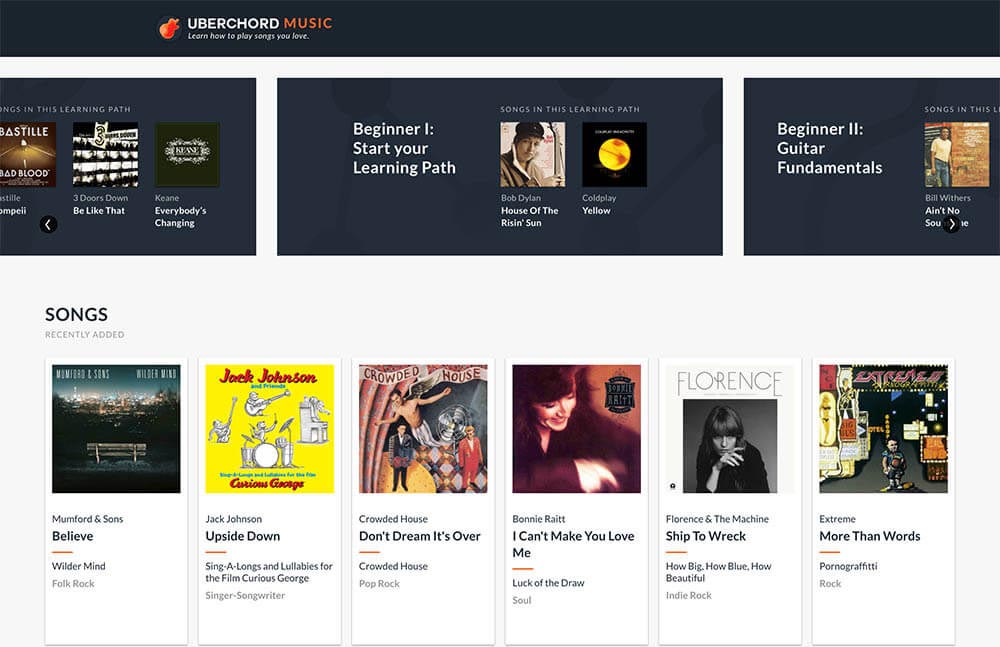 UBERCHORD MUSIC
Learn how to play songs you love.
SONGS IN THIS LEARNING PATH
BASTILLE
BAD BLOOD
3 DOORS DOWN
KEANE
3 Doors Down
Keane
Be Like That
Everybody's
Changing
Beginner I:
Start your
Learning Path
SONGS IN THIS LEARNING PATH
COLDPLAY PARACHUTES
Bob Dylan
Coldplay
House Of The
Risin' Sun
Yellow
Beginner II:
Guitar
Fundamentals
SONGS IN THIS
Bill Withers
Ain't No
SONGS
RECENTLY ADDED
MUMFORD & SONS WILDER MIND
Mumford & Sons
Believe
Wilder Mind
Folk Rock
Jack Johnson
and Friends
Sing-A-Longs and Lullabies for the film
Curious George
Jack Johnson
Upside Down
Sing-A-Longs and Lullabies for
the Film Curious George
Singer-Songwriter
CROWDED HOUSE
Crowded House
Don't Dream It's Over
Crowded House
Pop Rock
BONNIE
RAITT
Bonnie Raitt
I Can't Make You Love
Me
Luck of the Draw
Soul
FLORENCE
Florence & The Machine
Ship To Wreck
How Big, How Blue, How
Beautiful
Indie Rock
EXTREME
Extreme
More Than Words
Pornograffitti
Rock